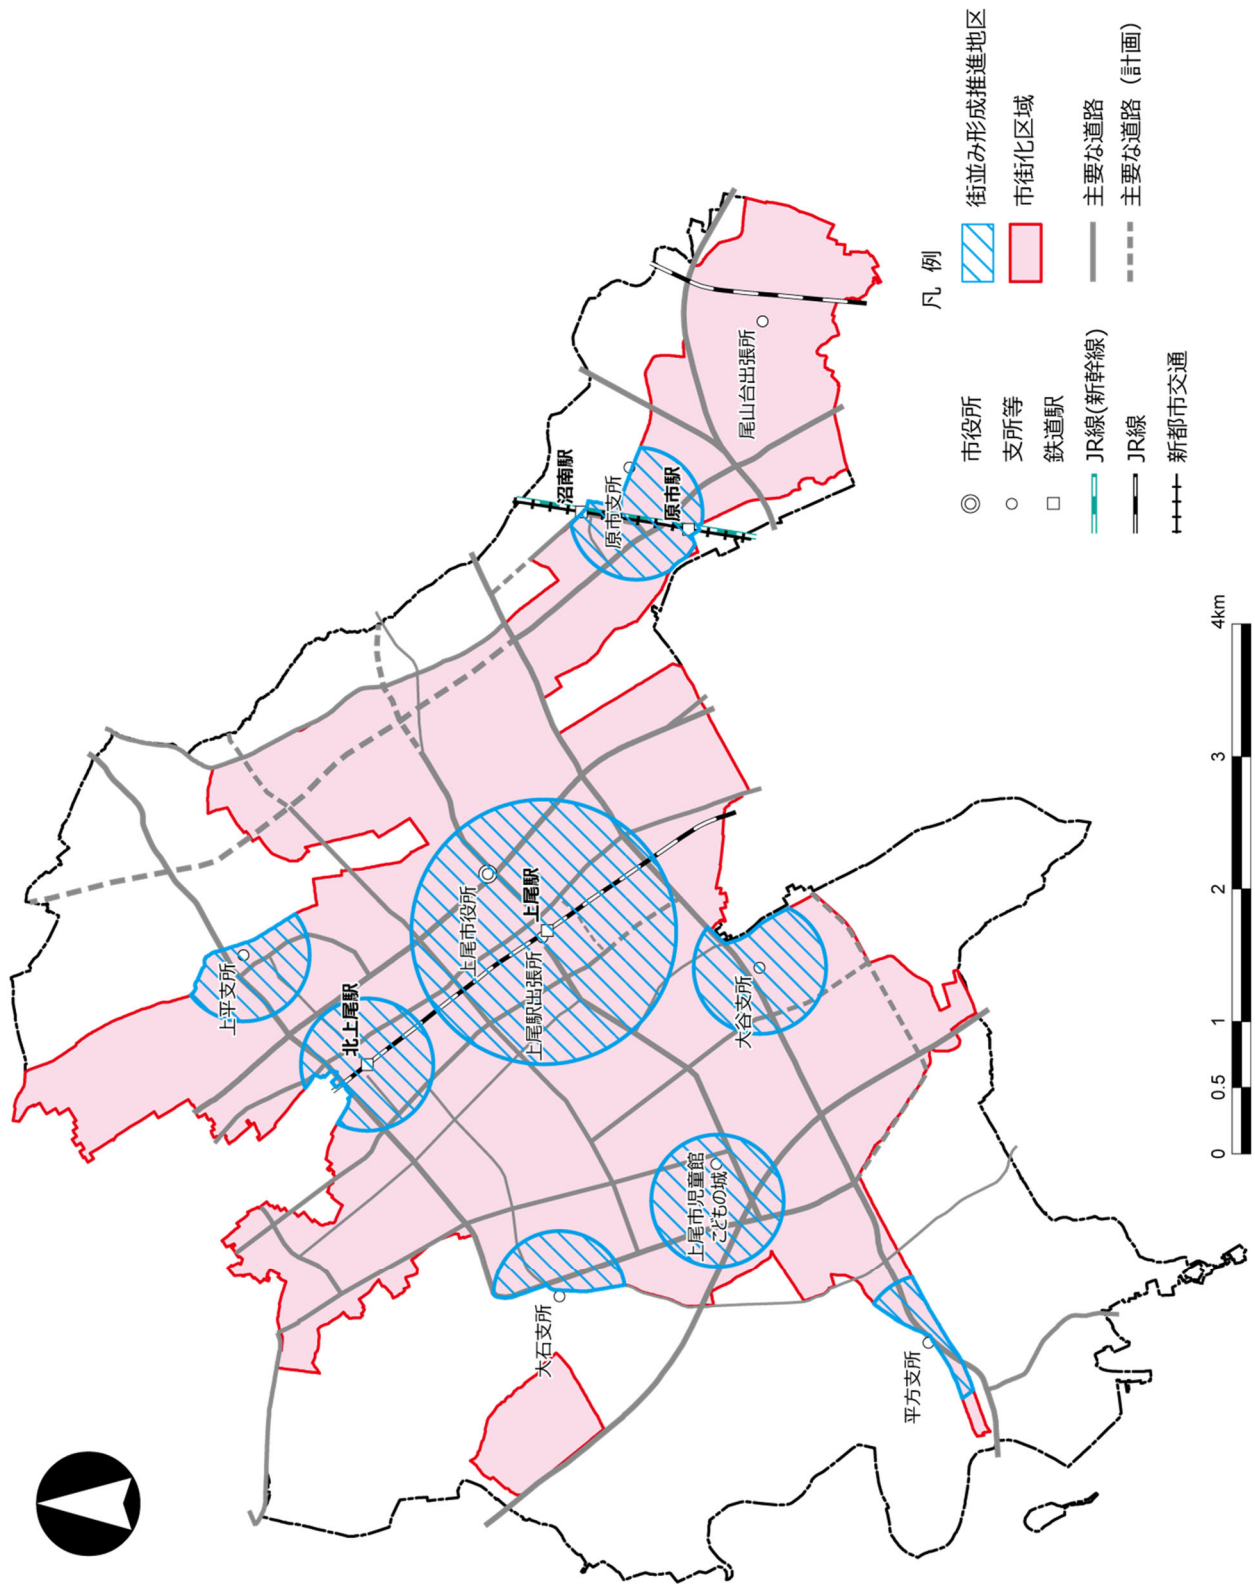 上平支所
北上尾駅
上尾市役所
上尾駅
上尾駅出張所
沼南駅
原市支所
原市駅
尾山台出張所
大石支所
上尾市児童館
こどもの城
大谷支所
平方支所
凡 例
市役所
支所等
鉄道駅
JR線(新幹線)
JR線
新都市交通
街並み形成推進地区
市街化区域
主要な道路
主要な道路（計画）
0 0.5 1 2 3 4km